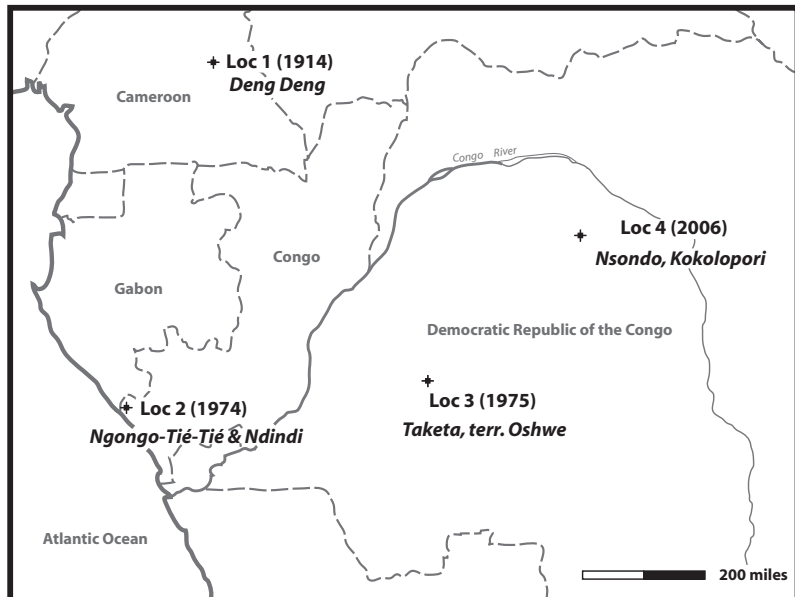 Loc 1 (1914)
Deng Deng
Cameroon
Congo River
Loc 4 (2006)
Nsondo, Kokolopori
Congo
Gabon
Democratic Republic of the Congo
Loc 2 (1974)
Ngongo-Tié-Tié & Ndindi
Loc 3 (1975)
Taketa, terr. Oshwe
Atlantic Ocean
200 miles